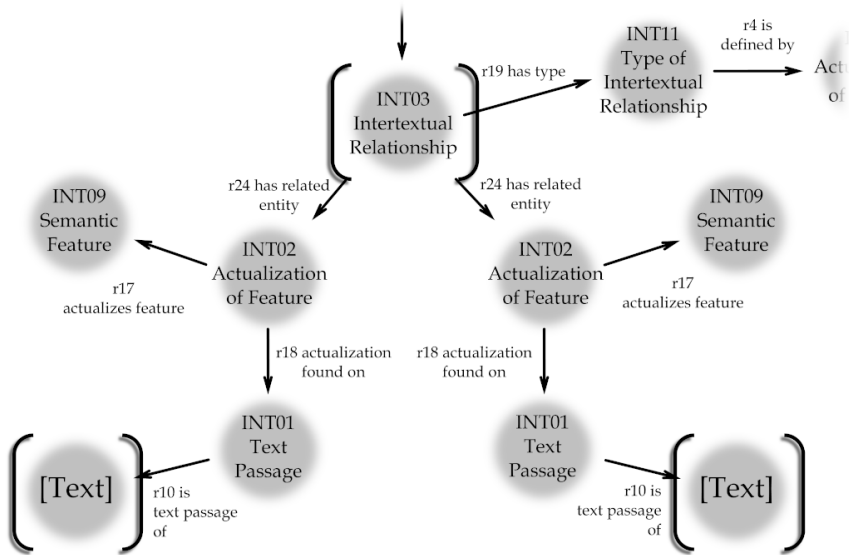 INT11
Type of
Intertextual
Relationship
r4 is
defined by
of
r19 has type
INT03
Intertextual
Relationship
r24 has related
entity
r24 has related
entity
INT09
Semantic
Feature
INT02
Actualization
of Feature
INT02
Actualization
of Feature
INT09
Semantic
Feature
r17
actualizes feature
r17
actualizes feature
r18 actualization
found on
r18 actualization
found on
INT01
Text
Passage
INT01
Text
Passage
[Text]
r10 is
text passage
of
r10 is
text passage
of
[Text]